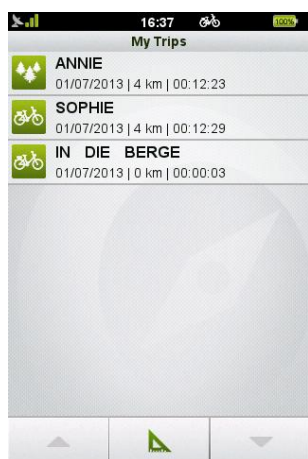 16:37 100%
My Trips
ANNIE
01/07/2013 | 4 km | 00:12:23
SOPHIE
01/07/2013 | 4 km | 00:12:29
IN DIE BERGE
01/07/2013 | 0 km | 00:00:03